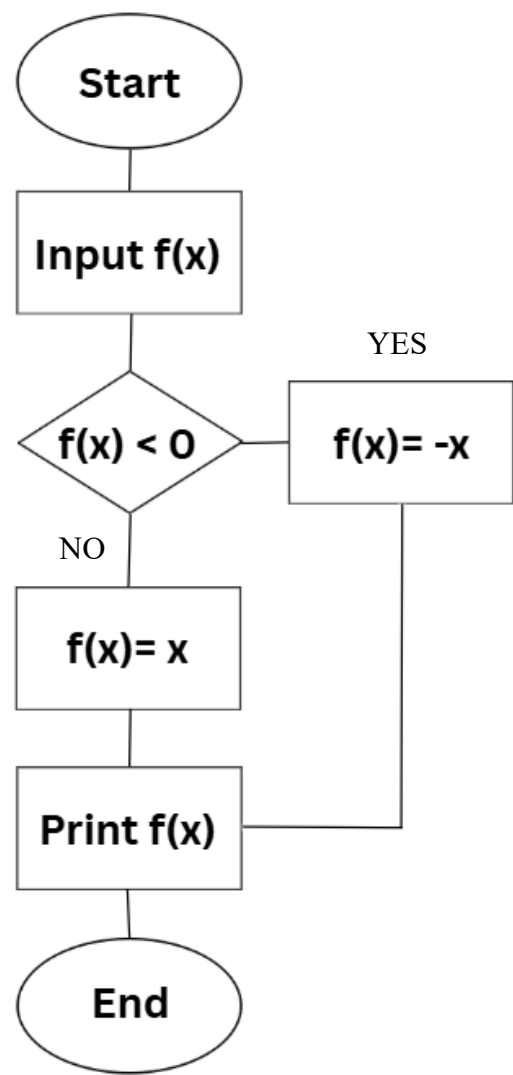 Start
Input f(x)
YES
f(x) < 0
f(x)= -x
NO
f(x)= x
Print f(x)
End